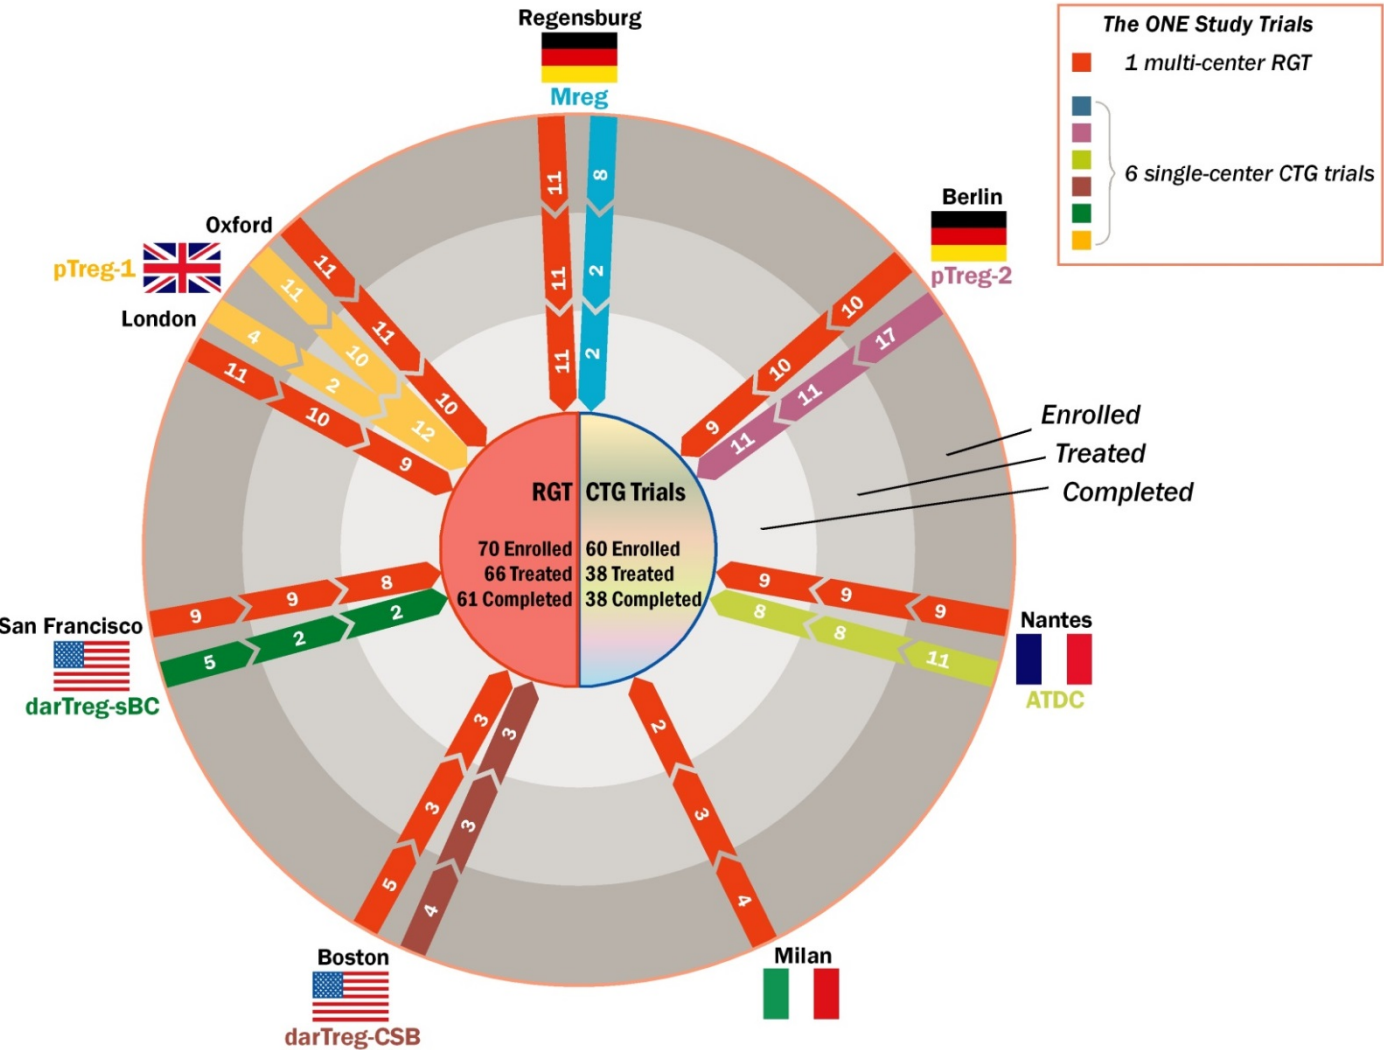 Regensburg
Mreg
The ONE Study Trials
1 multi-center RGT
6 single-center CTG trials
Berlin
pTreg-2
Oxford
pTreg-1
London
11
11
11
8
2
2
10
10
9
17
11
11
11
11
10
11
10
4
2
12
11
10
9
Enrolled
Treated
Completed
RGT
CTG Trials
70 Enrolled
60 Enrolled
66 Treated
38 Treated
61 Completed
38 Completed
9
9
8
5
2
2
San Francisco
darTreg-sBC
9
9
9
8
8
11
Nantes
ATDC
3
3
5
3
3
4
2
3
4
Boston
darTreg-CSB
Milan